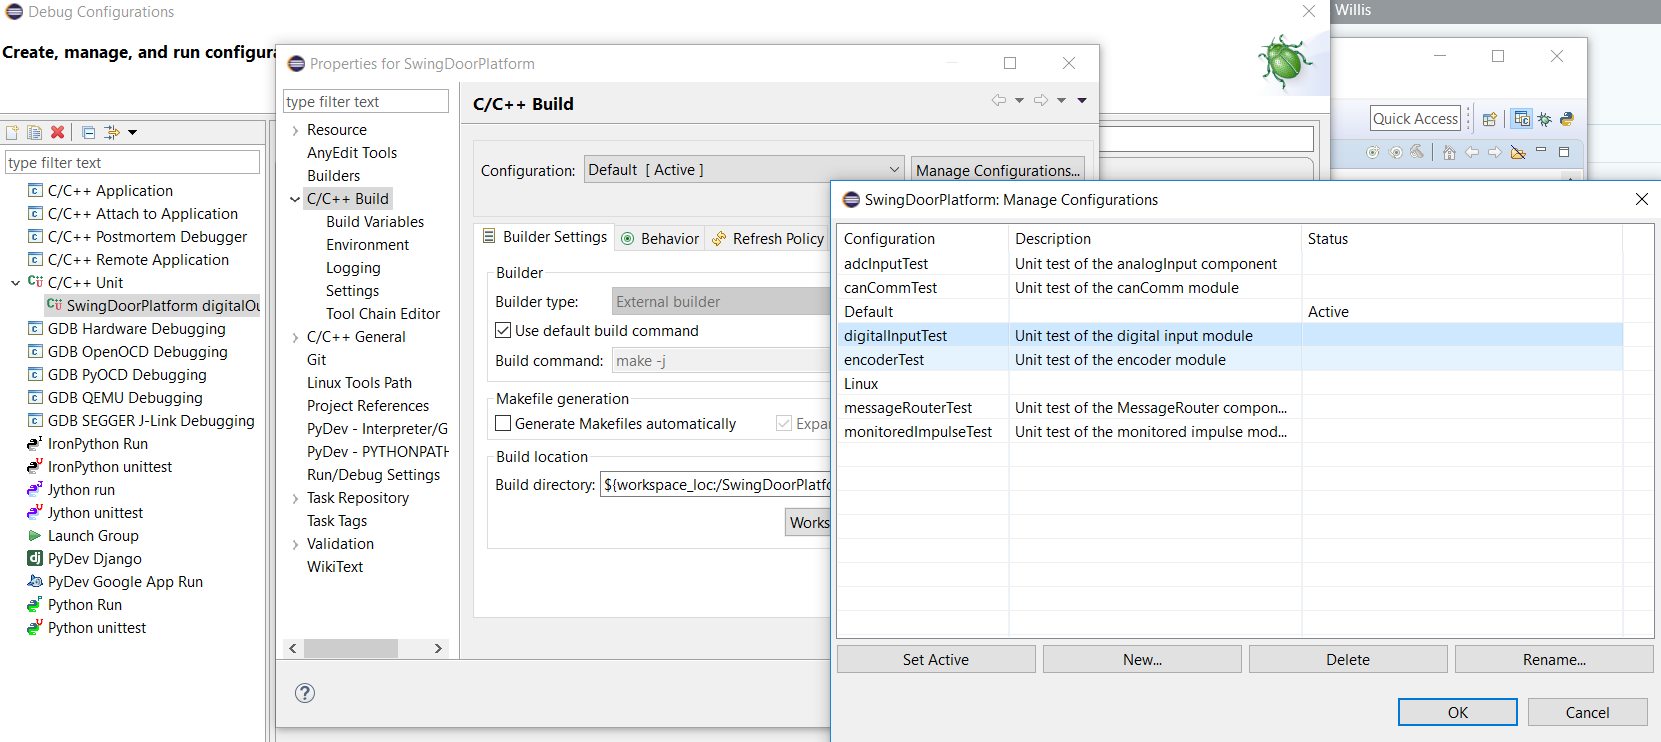 Debug Configurations
Willis
Create, manage, and run configura
Properties for SwingDoorPlatform
type filter text
Resource
AnyEdit Tools
Builders
C/C++ Build
Build Variables
Environment
Logging
Settings
Tool Chain Editor
C/C++ General
Git
Linux Tools Path
Project References
PyDev - Interpreter/G
PyDev - PYTHONPATH
Run/Debug Settings
Task Repository
Task Tags
Validation
WikiText
C/C++ Build
Configuration: Default [ Active ] Manage Configurations...
Builder Settings Behavior Refresh Policy
Builder
Builder type: External builder
Use default build command
Build command: make -j
Makefile generation
Generate Makefiles automatically Expa
Build location
Build directory: ${workspace_loc:/SwingDoorPlatfo
Works
Quick Access
type filter text
C/C++ Application
C/C++ Attach to Application
C/C++ Postmortem Debugger
C/C++ Remote Application
C/C++ Unit
SwingDoorPlatform digitalOu
GDB Hardware Debugging
GDB OpenOCD Debugging
GDB PyOCD Debugging
GDB QEMU Debugging
GDB SEGGER J-Link Debugging
IronPython Run
IronPython unittest
Jython run
Jython unittest
Launch Group
PyDev Django
PyDev Google App Run
Python Run
Python unittest
SwingDoorPlatform: Manage Configurations
Configuration Description Status
adcInputTest Unit test of the analogInput component
canCommTest Unit test of the canComm module
Default Active
digitalInputTest Unit test of the digital input module
encoderTest Unit test of the encoder module
Linux
messageRouterTest Unit test of the MessageRouter compon...
monitoredImpulseTest Unit test of the monitored impulse mod...
Set Active New... Delete Rename...
OK Cancel